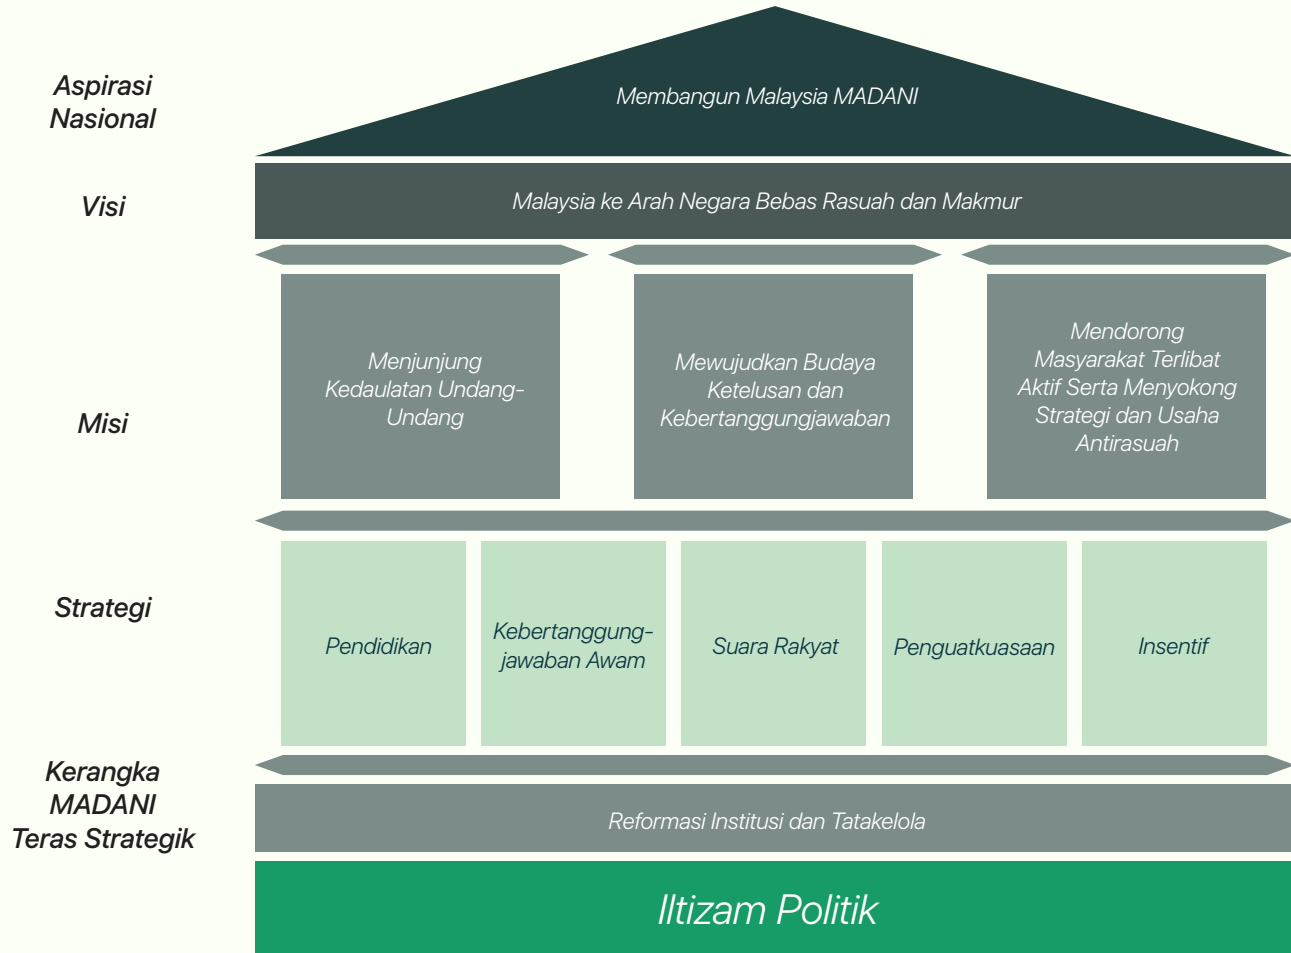 Aspirasi
Nasional
Membangun Malaysia MADANI
Visi
Malaysia ke Arah Negara Bebas Rasuah dan Makmur
Misi
Menjunjung
Kedaulatan Undang-
Undang
Mewujudkan Budaya
Ketelusan dan
Kebertanggungjawaban
Mendorong
Masyarakat Terlibat
Aktif Serta Menyokong
Strategi dan Usaha
Antirasuah
Strategi
Pendidikan
Kebertanggung-
jawaban Awam
Suara Rakyat
Penguatkuasaan
Insentif
Kerangka
MADANI
Teras Strategik
Reformasi Institusi dan Tatakelola
Iltizam Politik